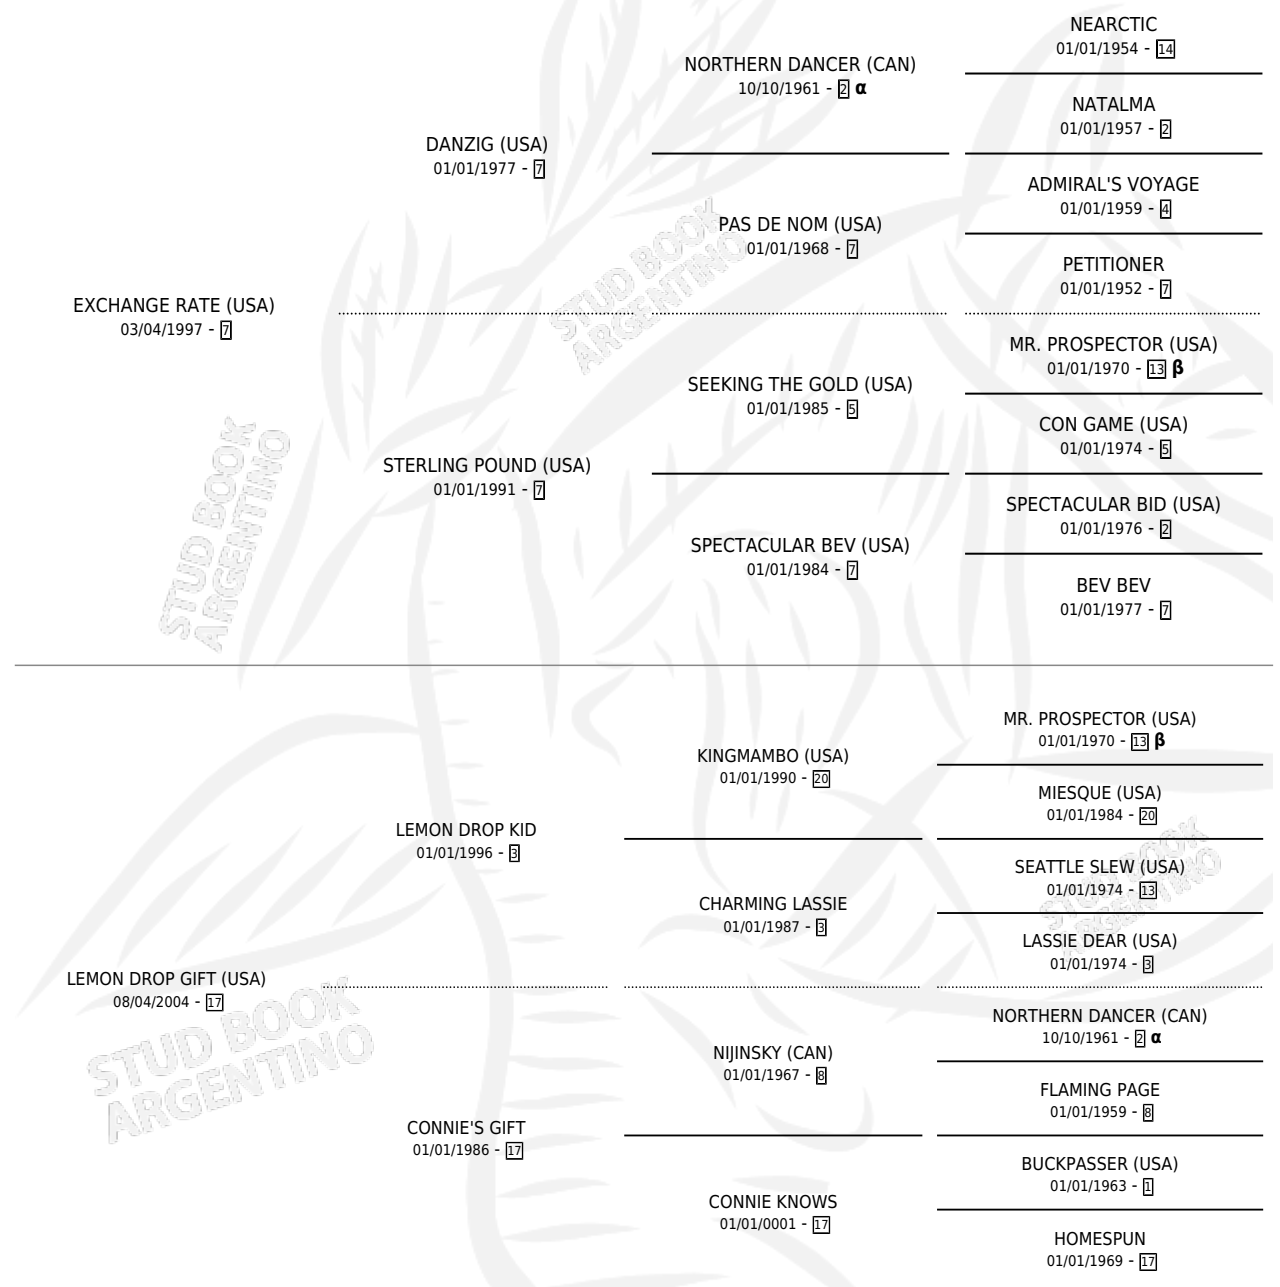 NEARCTIC
01/01/1954 - 14
NORTHERN DANCER (CAN)
10/10/1961 - 2 α
NATALMA
01/01/1957 - 2
DANZIG (USA)
01/01/1977 - 7
ADMIRAL'S VOYAGE
01/01/1959 - 4
PAS DE NOM (USA)
01/01/1968 - 7
PETITIONER
01/01/1952 - 7
EXCHANGE RATE (USA)
03/04/1997 - 7
MR. PROSPECTOR (USA)
01/01/1970 - 13 β
SEEKING THE GOLD (USA)
01/01/1985 - 5
CON GAME (USA)
01/01/1974 - 5
STERLING POUND (USA)
01/01/1991 - 7
SPECTACULAR BID (USA)
01/01/1976 - 2
SPECTACULAR BEV (USA)
01/01/1984 - 7
BEV BEV
01/01/1977 - 7
MR. PROSPECTOR (USA)
01/01/1970 - 13 β
KINGMAMBO (USA)
01/01/1990 - 20
MIESQUE (USA)
01/01/1984 - 20
LEMON DROP KID
01/01/1996 - 3
SEATTLE SLEW (USA)
01/01/1974 - 13
CHARMING LASSIE
01/01/1987 - 3
LASSIE DEAR (USA)
01/01/1974 - 3
LEMON DROP GIFT (USA)
08/04/2004 - 17
NORTHERN DANCER (CAN)
10/10/1961 - 2 α
NIJINSKY (CAN)
01/01/1967 - 8
FLAMING PAGE
01/01/1959 - 8
CONNIE'S GIFT
01/01/1986 - 17
BUCKPASSER (USA)
01/01/1963 - 1
CONNIE KNOWS
01/01/0001 - 17
HOMESPUN
01/01/1969 - 17
STUD BOOK
ARGENTINO
STUD BOOK
ARGENTINO
STUD BOOK
ARGENTINO
STUD BOOK
ARGENTINO